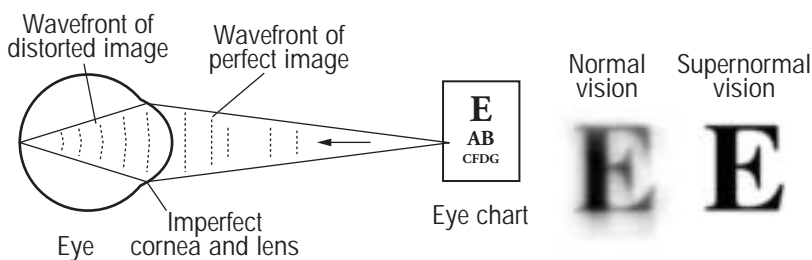 Wavefront of
distorted image
Wavefront of
perfect image
E
AB
CFDG
Imperfect
cornea and lens
Eye
Eye chart
Normal
vision
Supernormal
vision
E
E